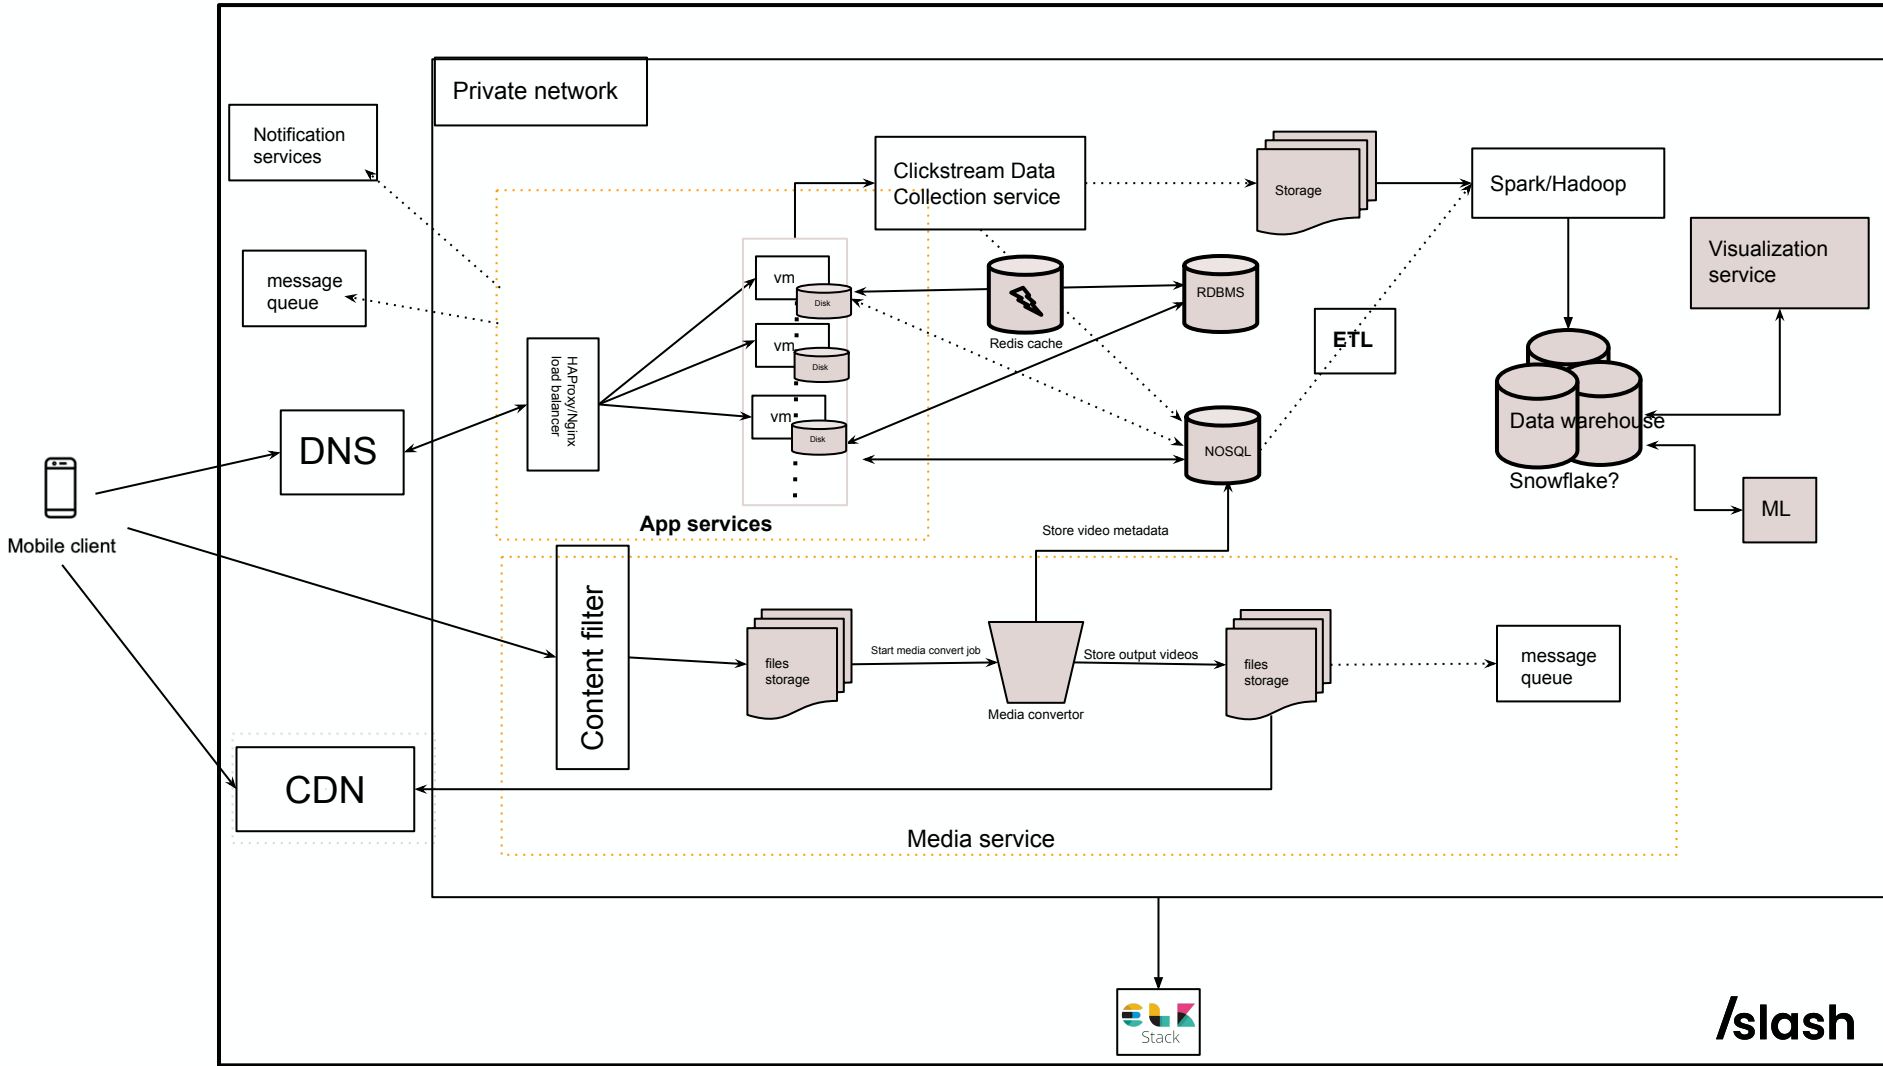 Private network
Notification
services
message
queue
Clickstream Data
Collection service
Storage
Spark/Hadoop
Visualization
service
vm
Disk
vm
Disk
vm
Disk
HAProxy/Nginx
load balancer
Redis cache
RDBMS
ETL
NOSQL
Data warehouse
Snowflake?
ML
DNS
Mobile client
App services
Store video metadata
Content filter
files
storage
Start media convert job
Media convertor
Store output videos
files
storage
message
queue
CDN
Media service
ELK
Stack
/slash